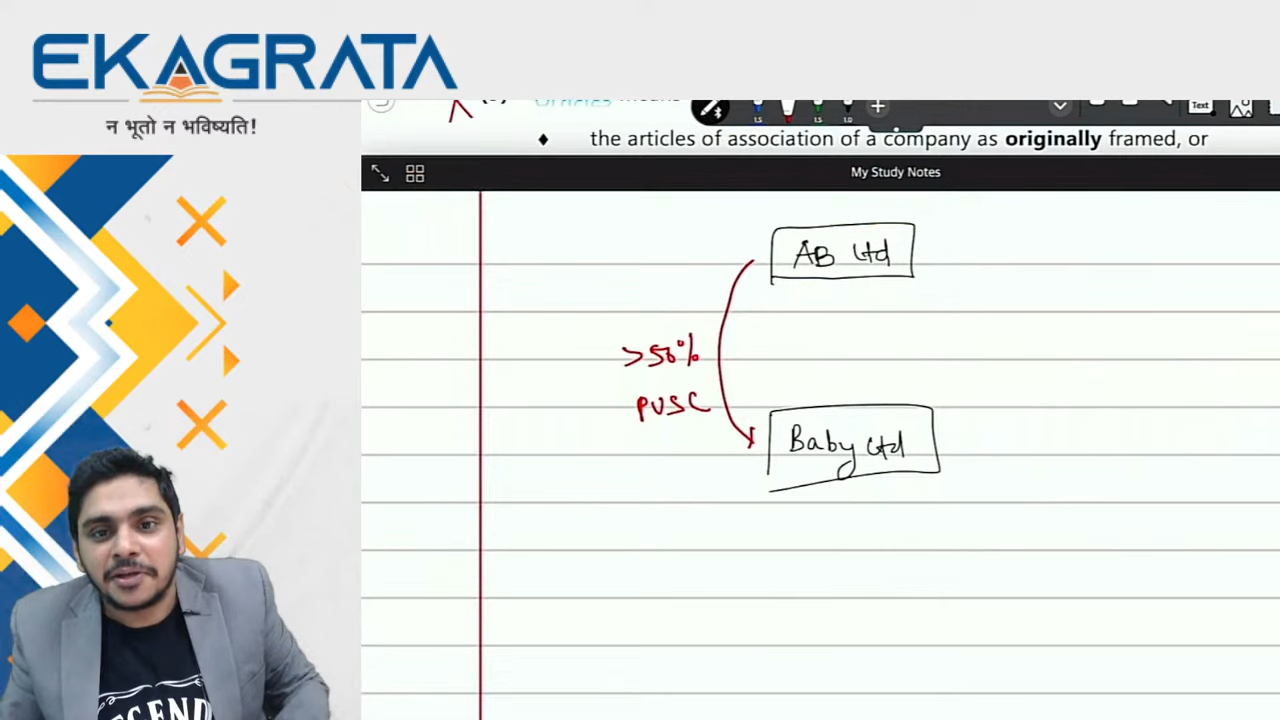 EKAGRATA
न भूतो न भविष्यति!
means
Text
the articles of association of a company as originally framed, or
My Study Notes
AB Ltd
>50%
PUSC
Baby Ltd